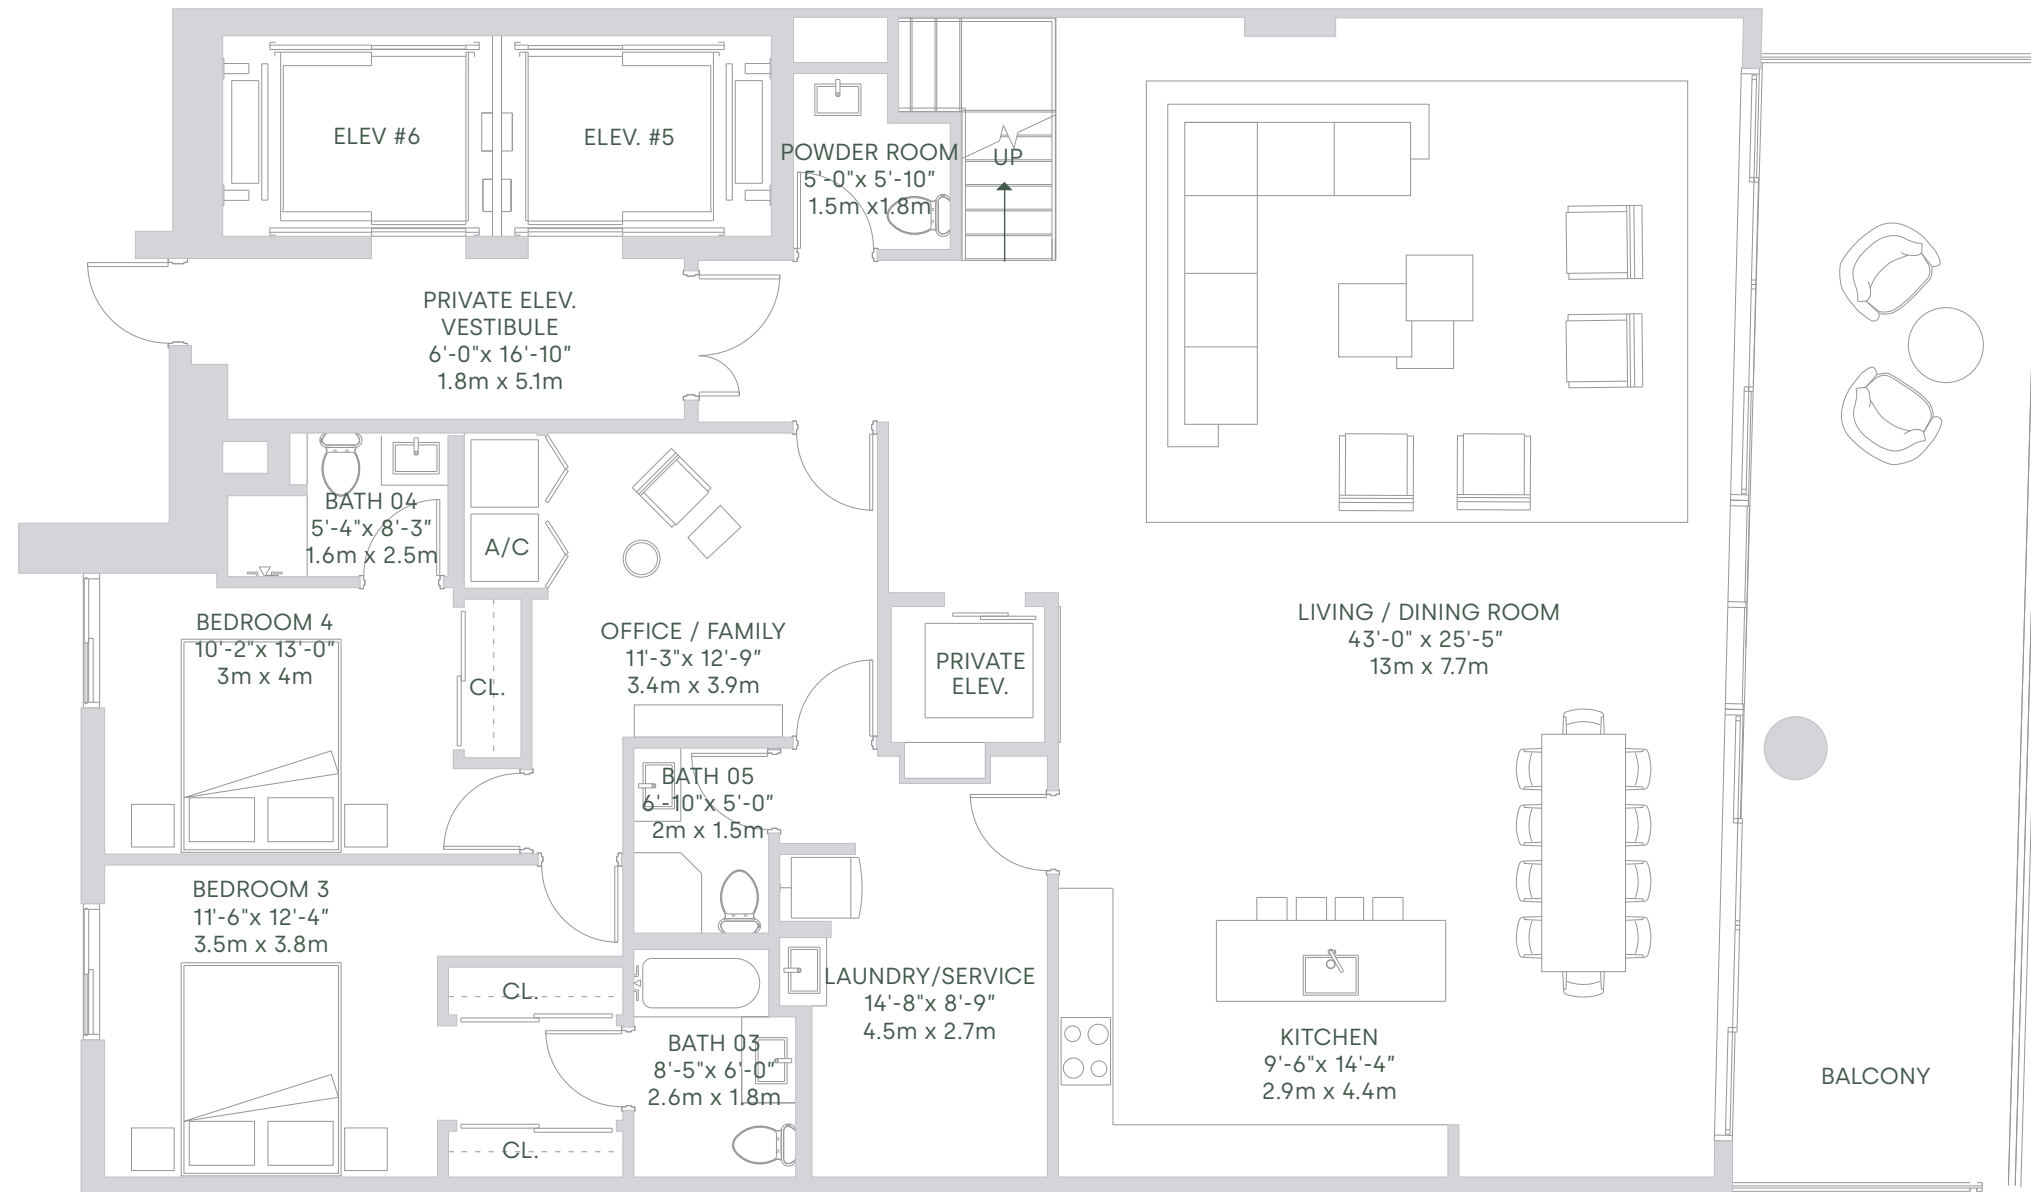 ELEV #6
ELEV. #5
POWDER ROOM
5'-0"x 5'-10"
1.5m x1.8m
UP
PRIVATE ELEV.
VESTIBULE
6'-0"x 16'-10"
1.8m x 5.1m
BATH 04
5'-4"x 8'-3"
1.6m x 2.5m
A/C
BEDROOM 4
10'-2"x 13'-0"
3m x 4m
CL.
OFFICE / FAMILY
11'-3"x 12'-9"
3.4m x 3.9m
PRIVATE
ELEV.
LIVING / DINING ROOM
43'-0" x 25'-5"
13m x 7.7m
BATH 05
6'-10"x 5'-0"
2m x 1.5m
BEDROOM 3
11'-6"x 12'-4"
3.5m x 3.8m
CL.
LAUNDRY/SERVICE
14'-8"x 8'-9"
4.5m x 2.7m
BATH 03
8'-5"x 6'-0"
2.6m x 1.8m
KITCHEN
9'-6"x 14'-4"
2.9m x 4.4m
BALCONY
CL.